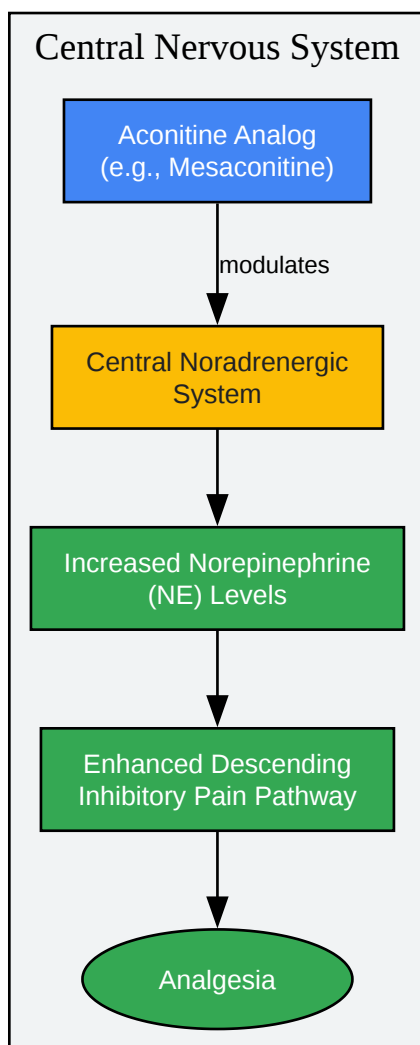 Central Nervous System
Aconitine Analog
(e.g., Mesaconitine)
modulates
Central Noradrenergic
System
Increased Norepinephrine
(NE) Levels
Enhanced Descending
Inhibitory Pain Pathway
Analgesia